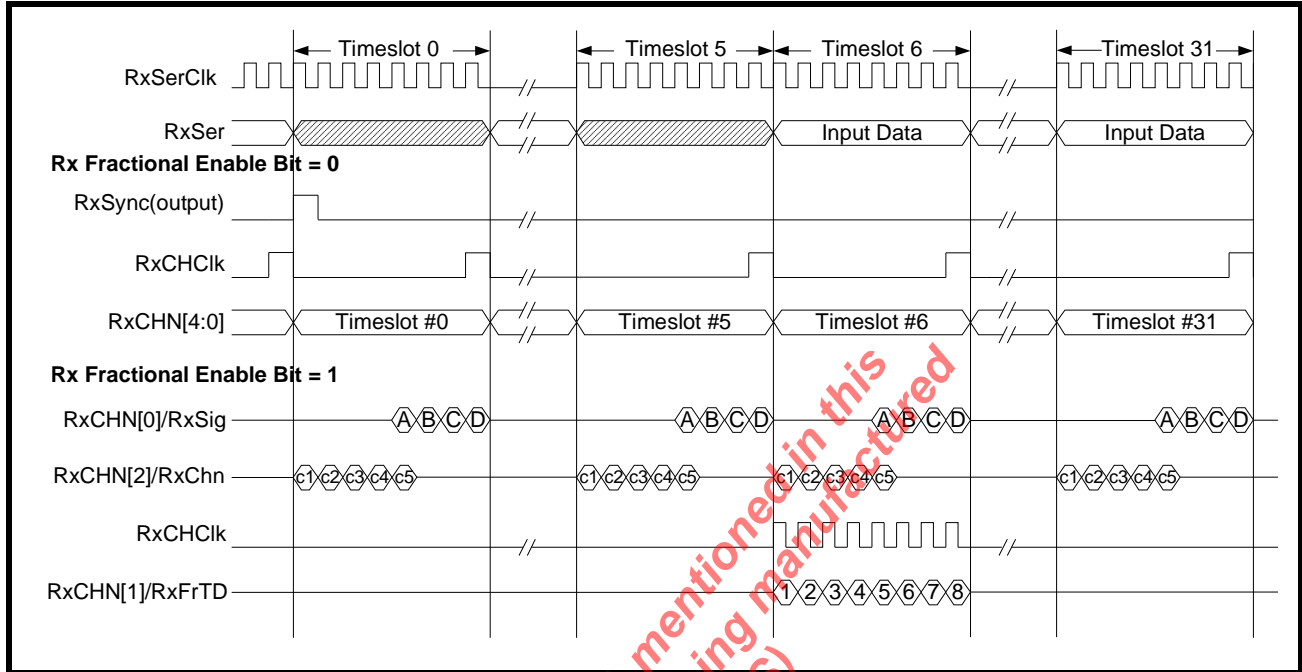 Timeslot 0 Timeslot 5 Timeslot 6 Timeslot 31
RxSerClk
RxSer Input Data Input Data
Rx Fractional Enable Bit = 0
RxSync(output)
RxCHClk
RxCHN[4:0] Timeslot #0 Timeslot #5 Timeslot #6 Timeslot #31
Rx Fractional Enable Bit = 1
RxCHN[0]/RxSig A B C D A B C D A B C D A B C D
RxCHN[2]/RxChn c1 c2 c3 c4 c5 c1 c2 c3 c4 c5 c1 c2 c3 c4 c5 c1 c2 c3 c4 c5
RxCHClk
RxCHN[1]/RxFrTD 1 2 3 4 5 6 7 8
mentioned in this
ing manufactured